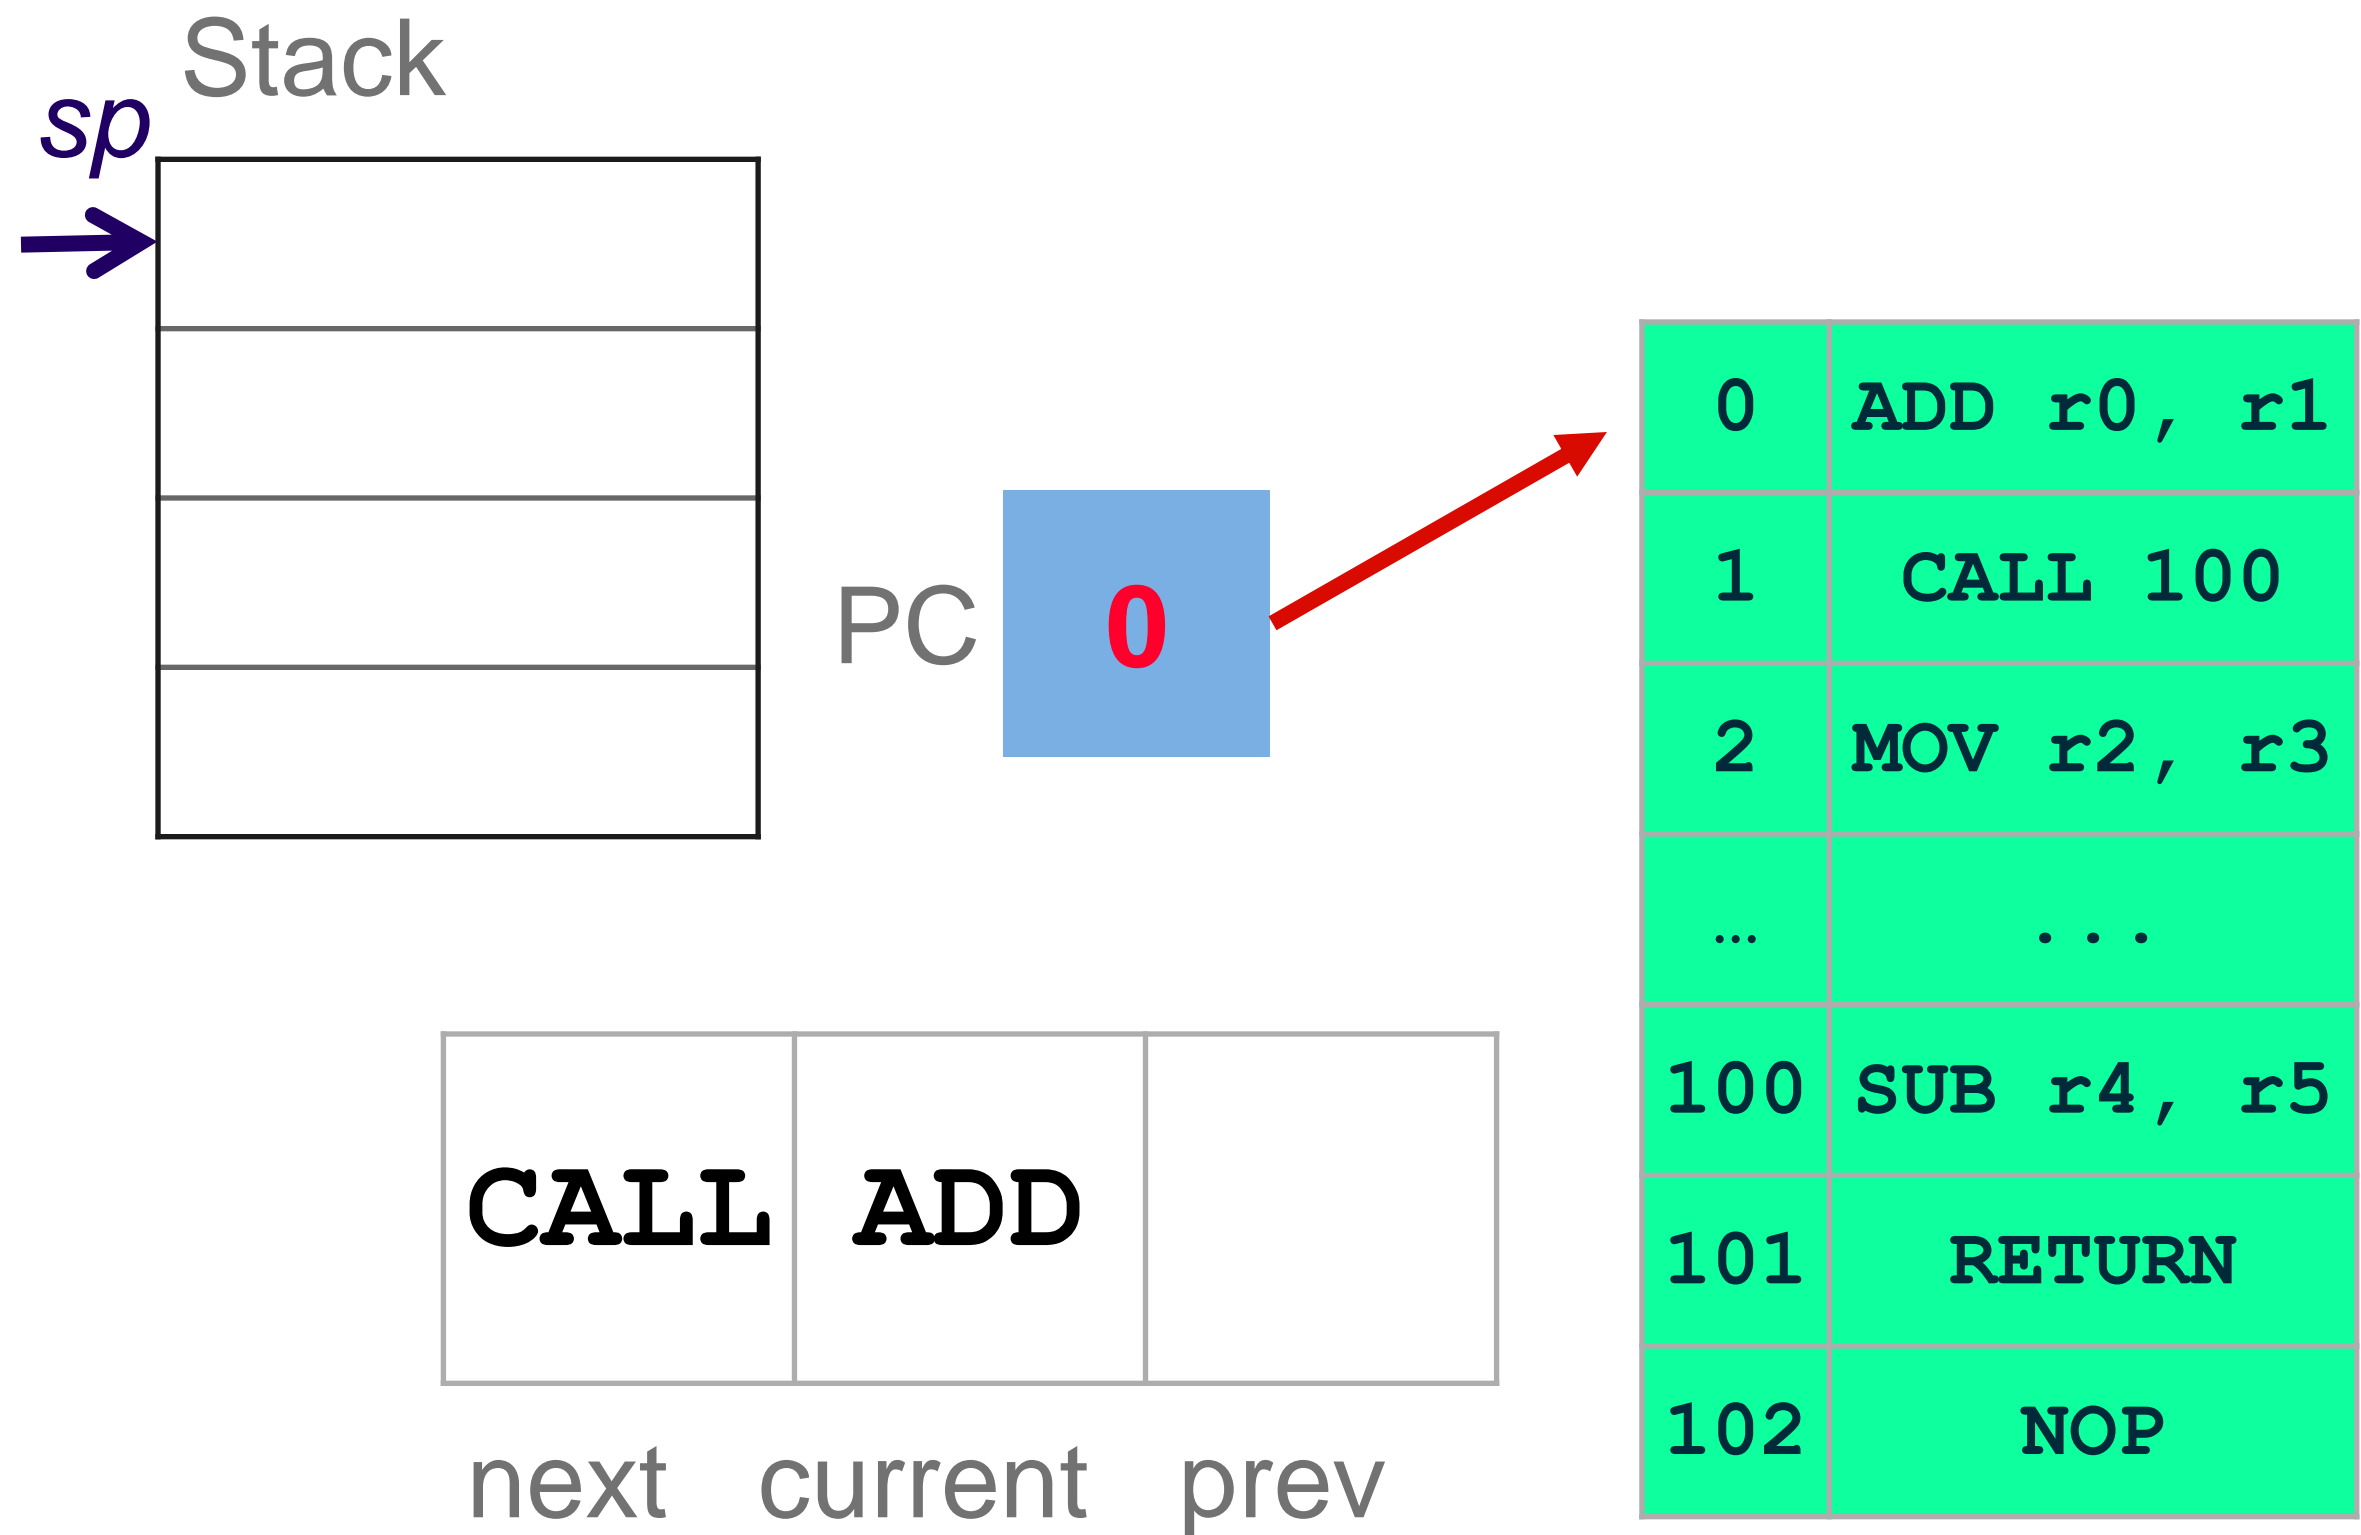 Stack
sp
PC 0
0 ADD r0, r1
1 CALL 100
2 MOV r2, r3
… ...
100 SUB r4, r5
101 RETURN
102 NOP
CALL ADD
next current prev